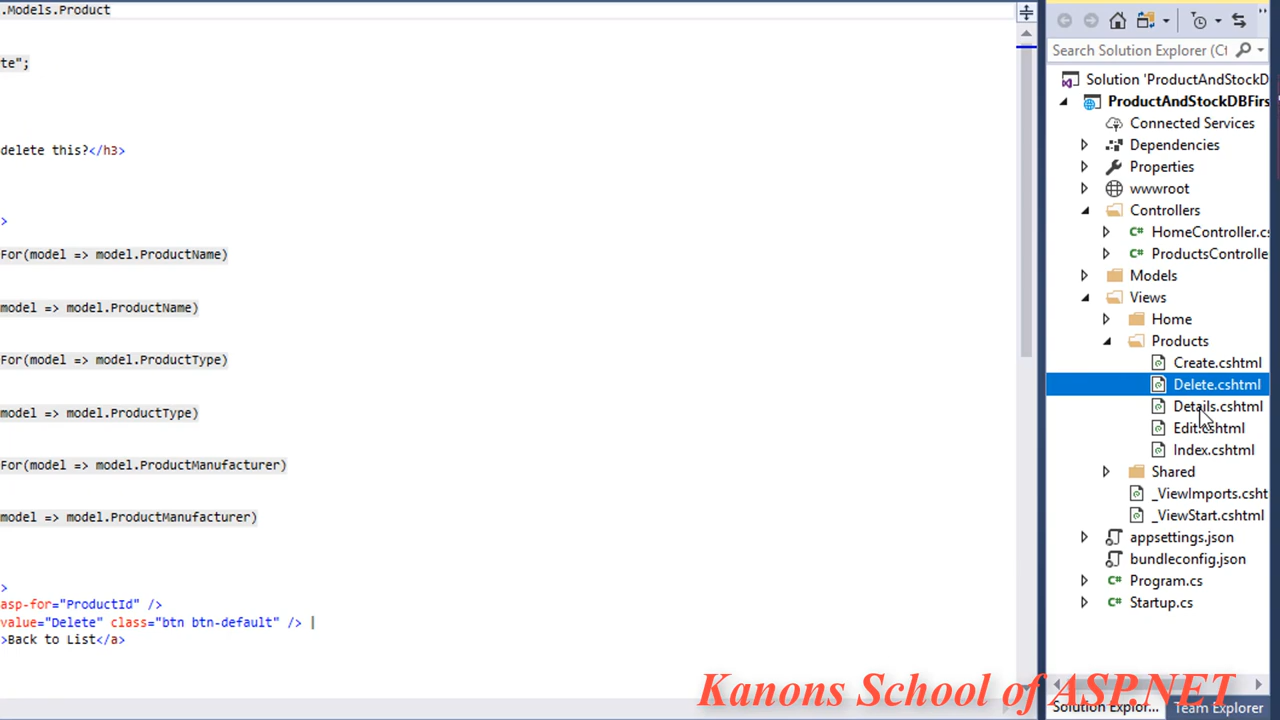 .Models.Product
te";
delete this?</h3>
>
For(model => model.ProductName)
model => model.ProductName)
For(model => model.ProductType)
model => model.ProductType)
For(model => model.ProductManufacturer)
model => model.ProductManufacturer)
>
asp-for="ProductId" />
value="Delete" class="btn btn-default" /> |
>Back to List</a>
Search Solution Explorer (Ct
Solution 'ProductAndStockD
ProductAndStockDBFirs
Connected Services
Dependencies
Properties
wwwroot
Controllers
C# HomeController.cs
C# ProductsControlle
Models
Views
Home
Products
Create.cshtml
Delete.cshtml
Details.cshtml
Edit.cshtml
Index.cshtml
Shared
_ViewImports.csht
_ViewStart.cshtml
appsettings.json
bundleconfig.json
C# Program.cs
C# Startup.cs
Kanons School of ASP.NET
Solution Explor... Team Explorer